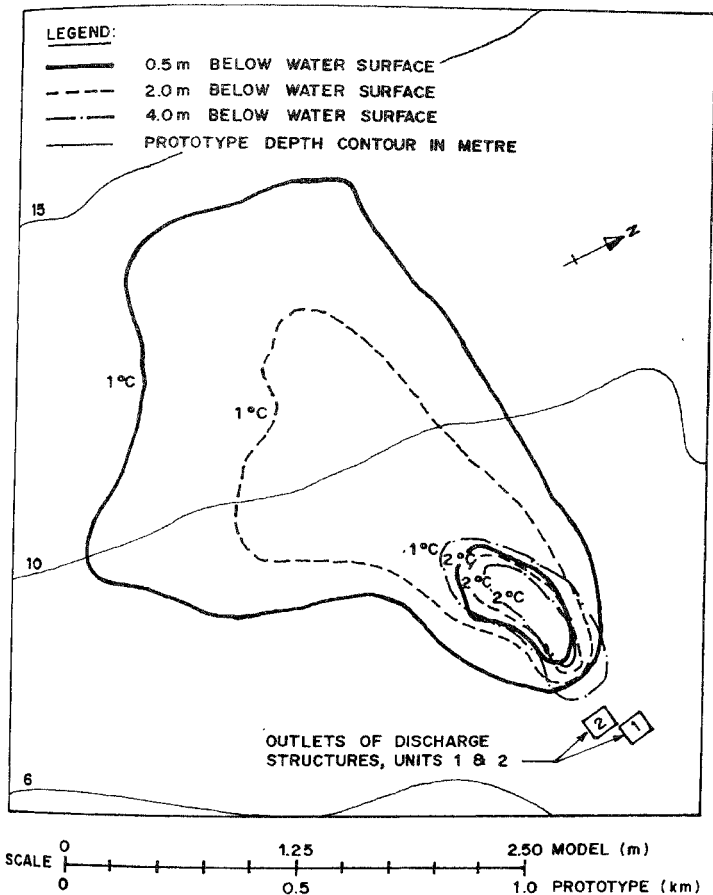 LEGEND:
0.5 m BELOW WATER SURFACE
2.0 m BELOW WATER SURFACE
4.0 m BELOW WATER SURFACE
PROTOTYPE DEPTH CONTOUR IN METRE
15
N
1°C
1°C
1°C
2°C
10
2°C
2°C
OUTLETS OF DISCHARGE
STRUCTURES, UNITS 1 & 2
2
1
6
0 1.25 2.50 MODEL (m)
SCALE
0 0.5 1.0 PROTOTYPE (km)